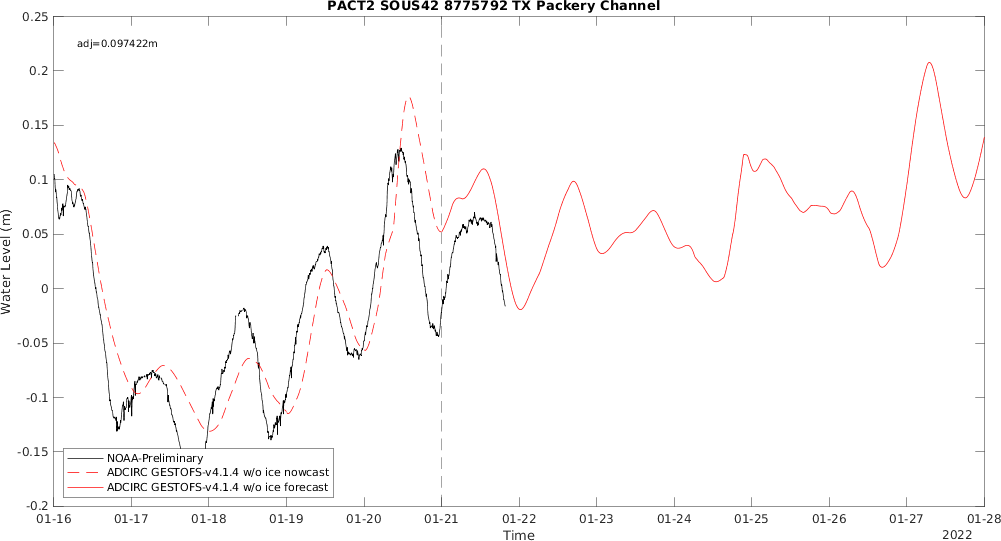 PACT2 SOUS42 8775792 TX Packery Channel
adj=0.097422m
0.25
0.2
0.15
0.1
0.05
0
-0.05
-0.1
-0.15
-0.2
Water Level (m)
NOAA-Preliminary
ADCIRC GESTOFS-v4.1.4 w/o ice nowcast
ADCIRC GESTOFS-v4.1.4 w/o ice forecast
01-16 01-17 01-18 01-19 01-20 01-21 01-22 01-23 01-24 01-25 01-26 01-27 01-28
Time
2022